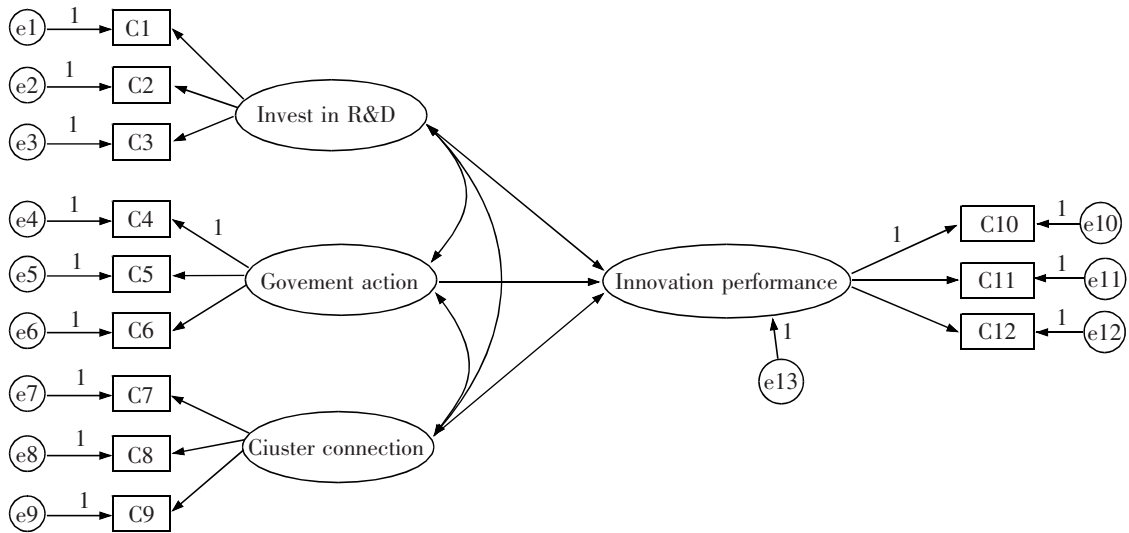 e1 1 C1
e2 1 C2
e3 1 C3
Invest in R&D
e4 1 C4 1
e5 1 C5
e6 1 C6
Govement action
e7 1 C7
e8 1 C8
e9 1 C9
Ciuster connection
Innovation performance
1
e13
1 C10 1 e10
C11 1 e11
C12 1 e12